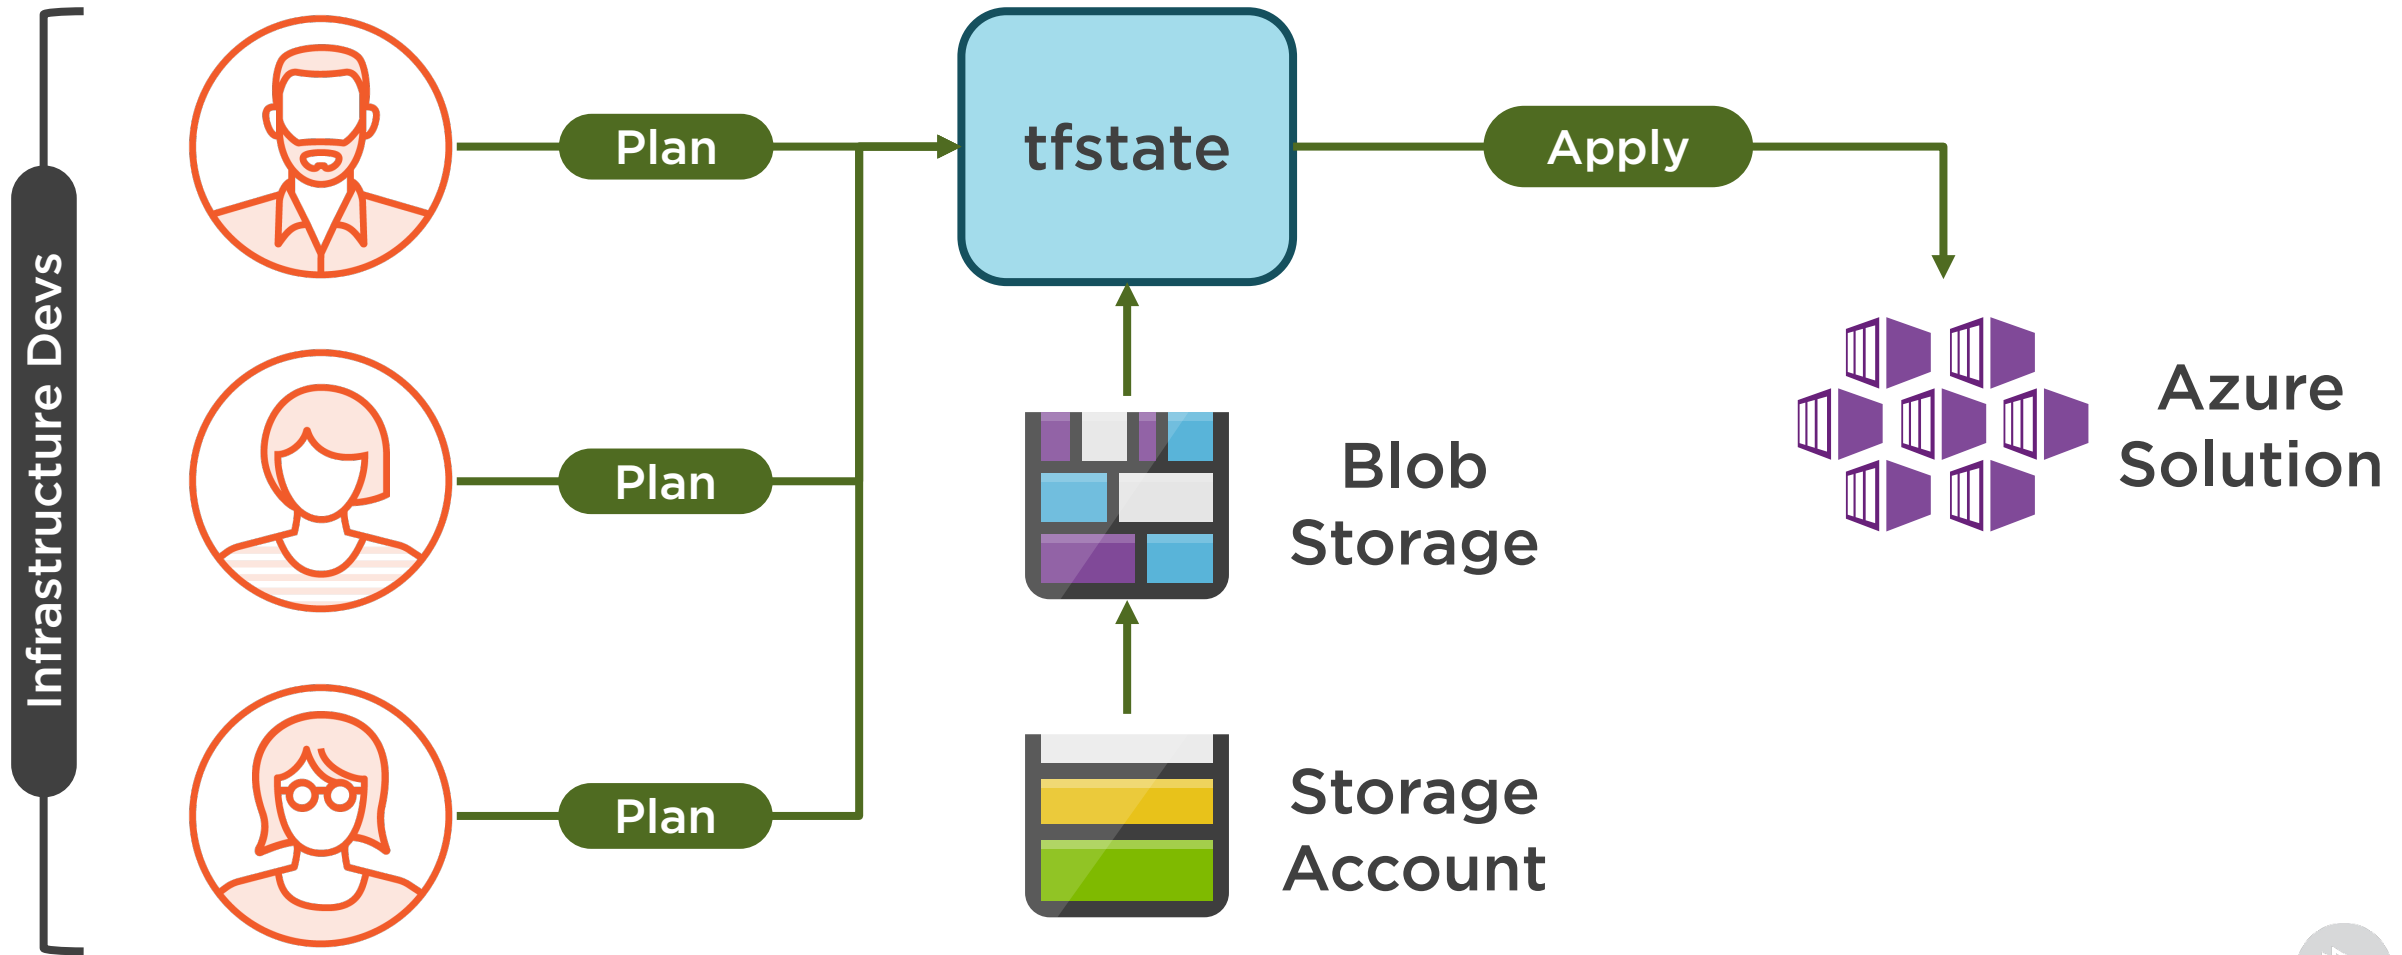 Infrastructure Devs
Plan
Plan
Plan
tfstate
Apply
Blob
Storage
Storage
Account
Azure
Solution